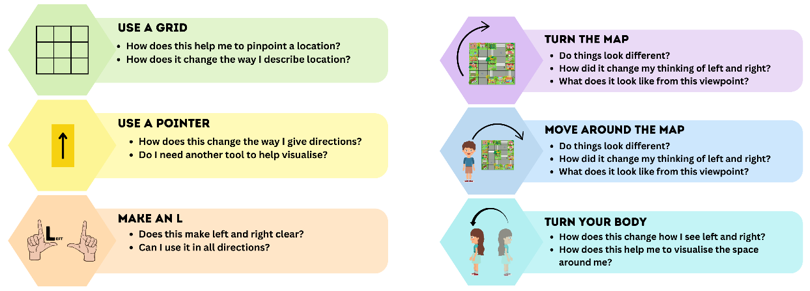 USE A GRID
• How does this help me to pinpoint a location?
• How does it change the way I describe location?
USE A POINTER
• How does this change the way I give directions?
• Do I need another tool to help visualise?
LEFT
MAKE AN L
• Does this make left and right clear?
• Can I use it in all directions?
TURN THE MAP
• Do things look different?
• How did it change my thinking of left and right?
• What does it look like from this viewpoint?
MOVE AROUND THE MAP
• Do things look different?
• How did it change my thinking of left and right?
• What does it look like from this viewpoint?
TURN YOUR BODY
• How does this change how I see left and right?
• How does this help me to visualise the space
around me?